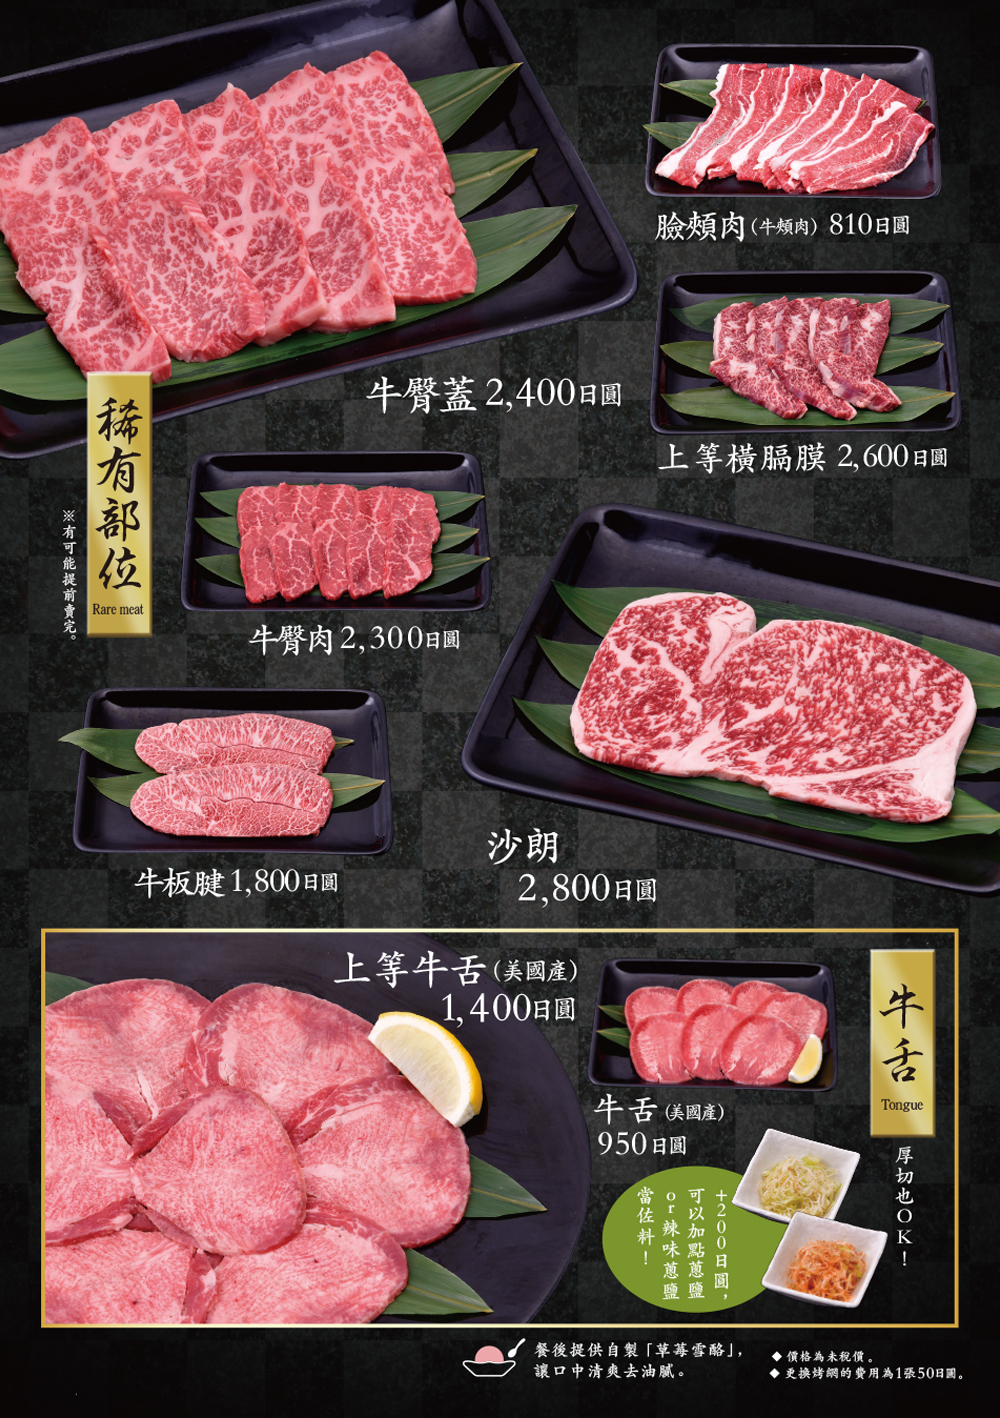 臉頰肉(牛頰肉) 810日圓
牛臀蓋 2,400日圓
上等橫膈膜 2,600日圓
稀有部位
Rare meat
※有可能提前賣完。
牛臀肉 2,300日圓
牛板腱 1,800日圓
沙朗
2,800日圓
上等牛舌(美國產)
1,400日圓
牛舌(美國產)
950日圓
牛舌
Tongue
厚切也OK！
+200日圓，
可以加點蔥鹽
or辣味蔥鹽
當佐料！
餐後提供自製「草莓雪酪」，
讓口中清爽去油膩。
◆ 價格為未稅價。
◆ 更換烤網的費用為1張50日圓。